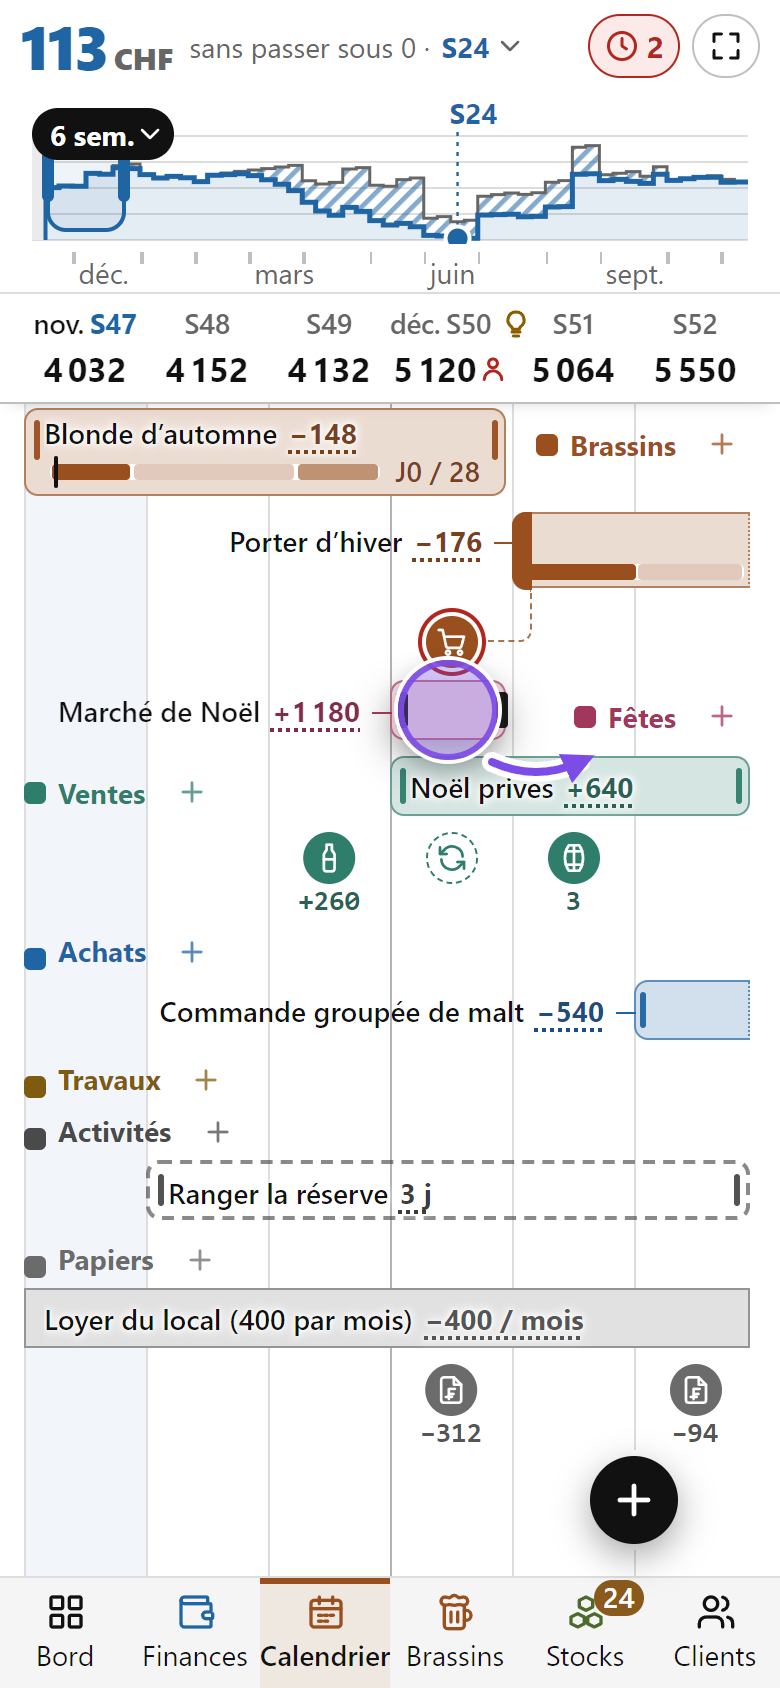 113 CHF sans passer sous 0 · S24
2
S24
6 sem.
déc. mars juin sept.
nov. S47 S48 S49 déc. S50 S51 S52
4 032 4 152 4 132 5 120 5 064 5 550
Blonde d’automne −148
J0 / 28
Brassins +
Porter d’hiver −176
Marché de Noël +1 180
Fêtes +
Noël privés +640
Ventes +
+260 3
Achats +
Commande groupée de malt −540
Travaux +
Activités +
Ranger la réserve 3 j
Papiers +
Loyer du local (400 par mois) −400 / mois
−312 −94
+
24
Bord Finances Calendrier Brassins Stocks Clients